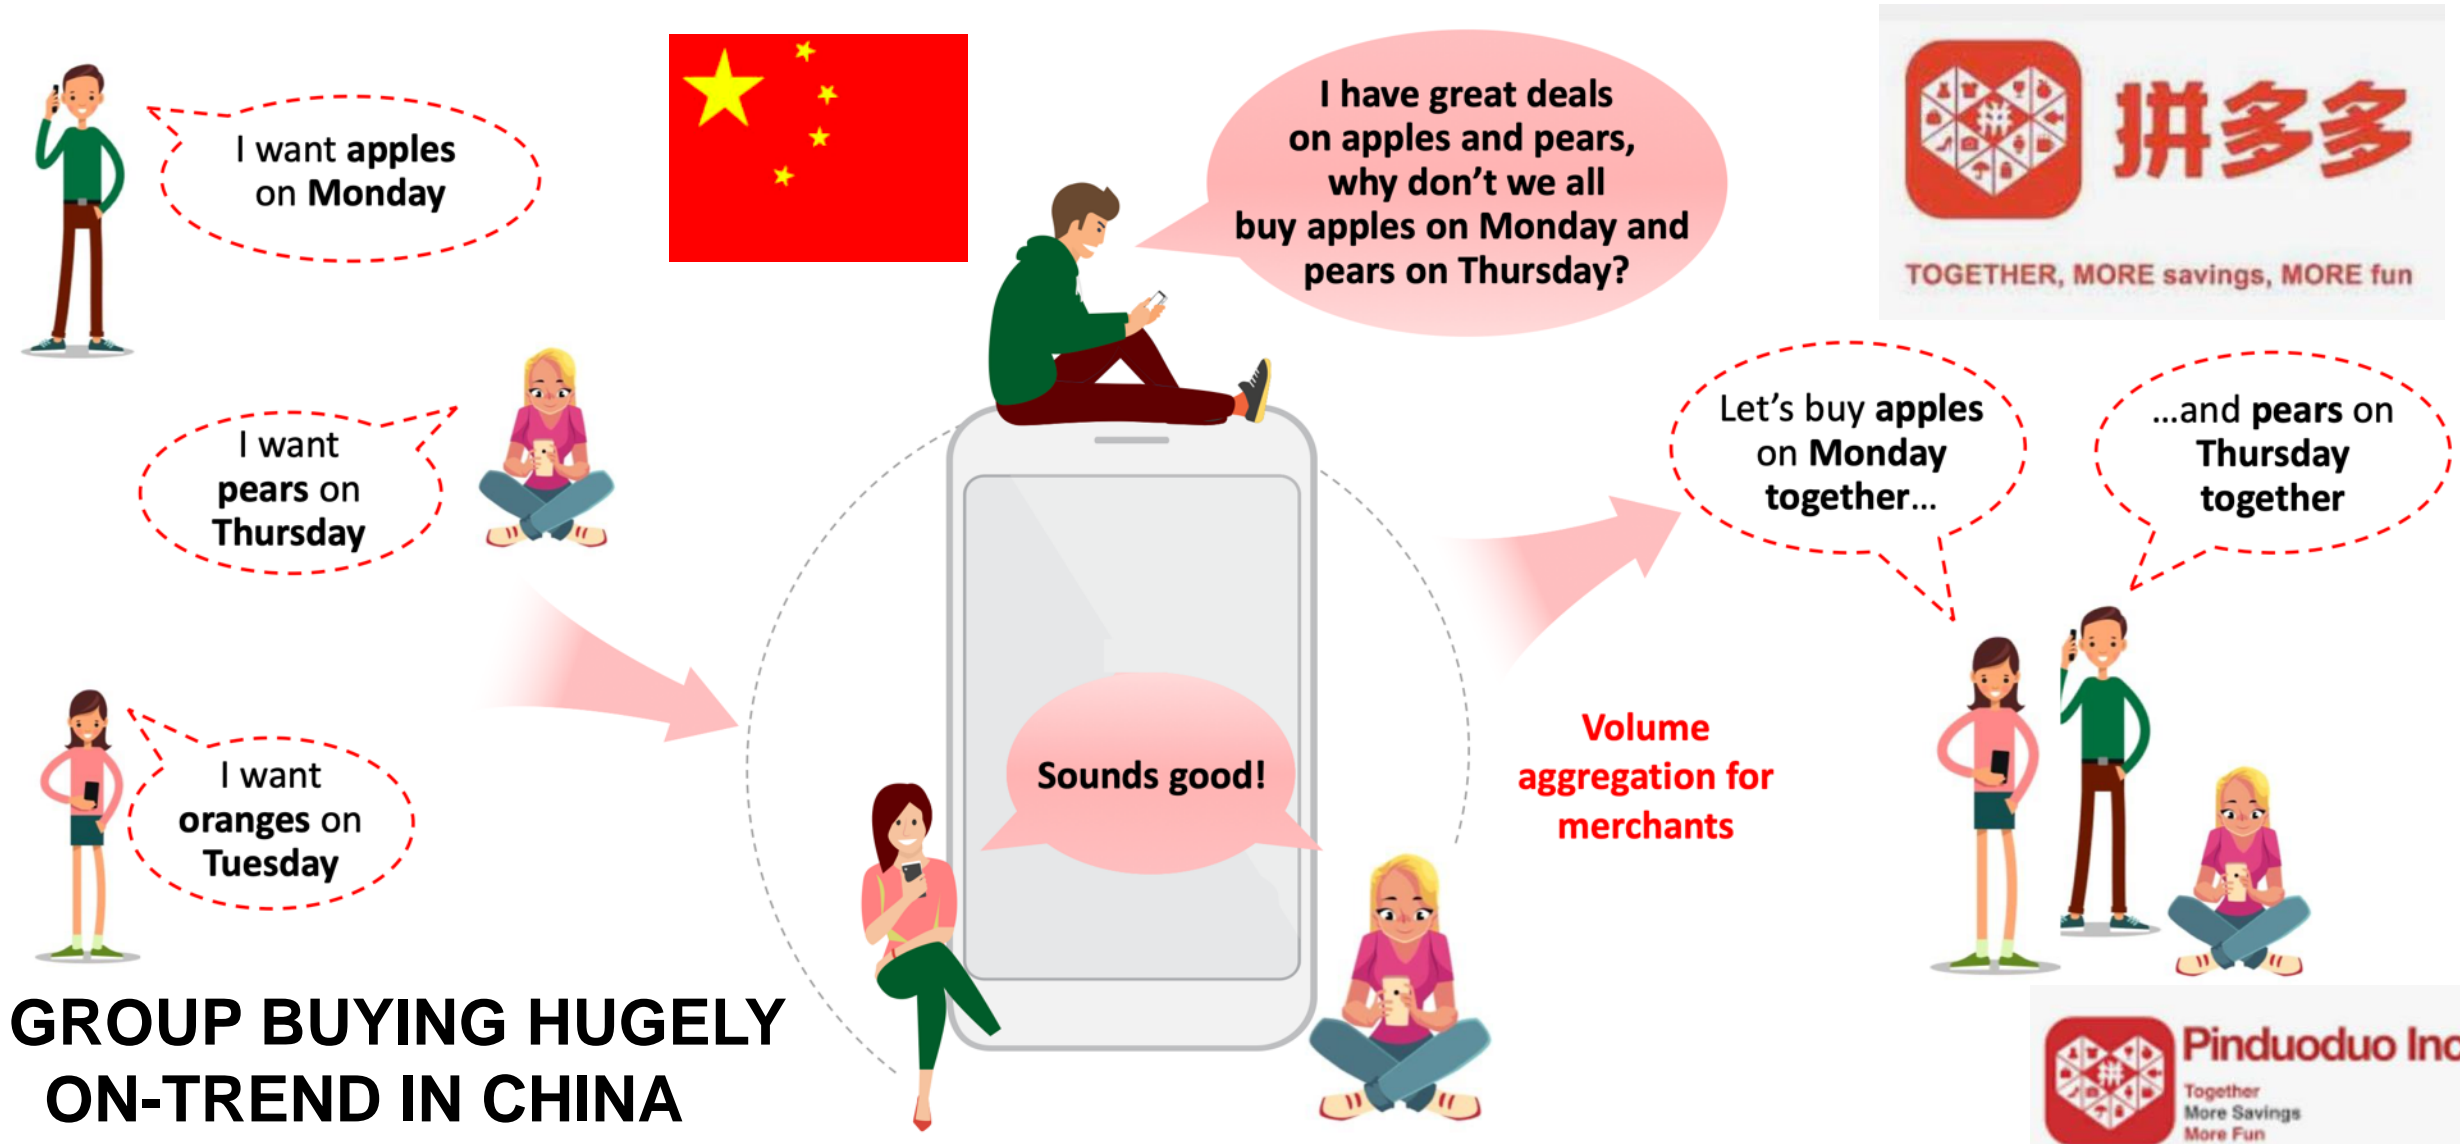 I want apples
on Monday
I want
pears on
Thursday
I want
oranges on
Tuesday
GROUP BUYING HUGELY
ON-TREND IN CHINA
I have great deals
on apples and pears,
why don't we all
buy apples on Monday and
pears on Thursday?
Sounds good!
Volume
aggregation for
merchants
拼多多
TOGETHER, MORE savings, MORE fun
Let's buy apples
on Monday
together...
...and pears on
Thursday
together
Pinduoduo Inc
Together
More Savings
More Fun